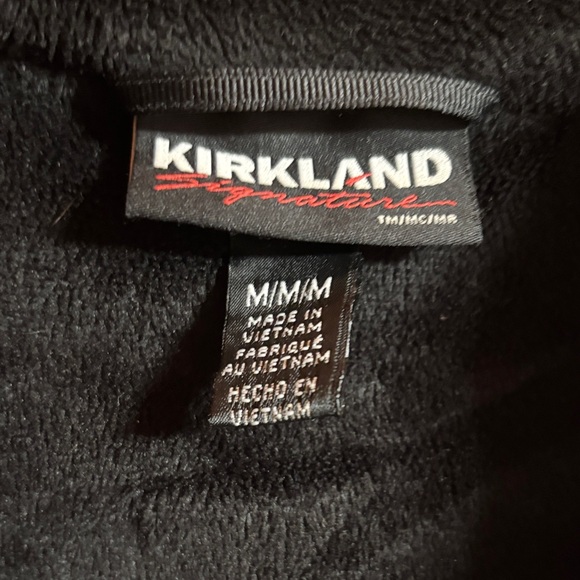 KIRKLAND
Signature
TM/MC/MR
M/M/M
MADE IN
VIETNAM
FABRIQUÉ
AU VIETNAM
HECHO EN
VIETNAM